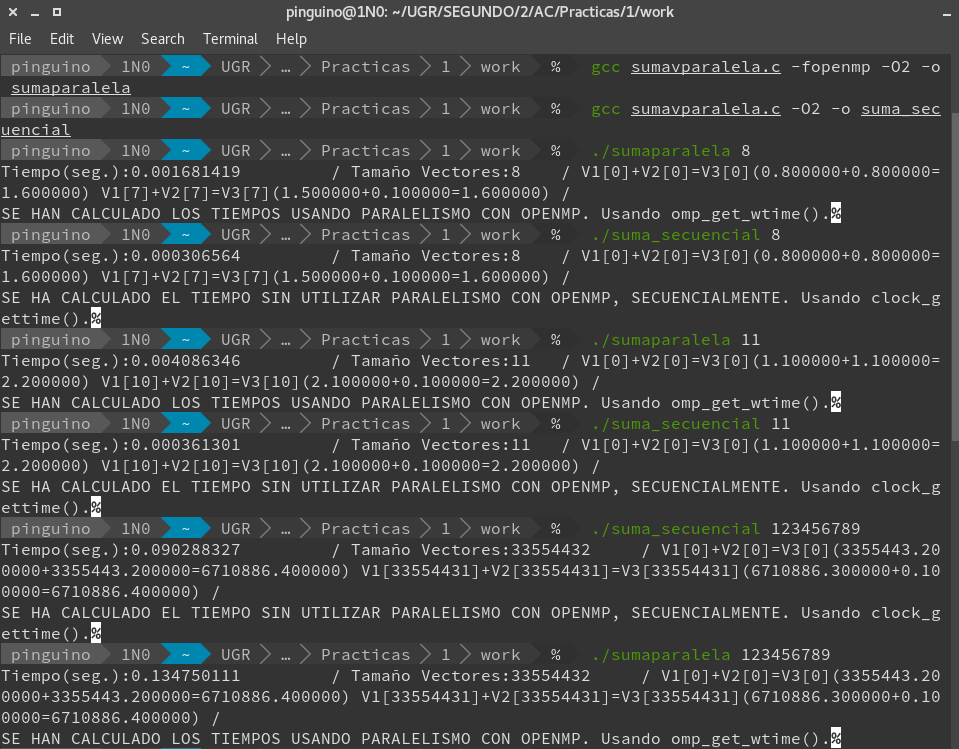 pinguino@1N0: ~/UGR/SEGUNDO/2/AC/Practicas/1/work
File Edit View Search Terminal Help
pinguino 1N0 ~ UGR … Practicas 1 work % gcc sumavparalela.c -fopenmp -O2 -o
sumaparalela
pinguino 1N0 ~ UGR … Practicas 1 work % gcc sumavparalela.c -O2 -o suma_sec
uencial
pinguino 1N0 ~ UGR … Practicas 1 work % ./sumaparalela 8
Tiempo(seg.):0.001681419 / Tamaño Vectores:8 / V1[0]+V2[0]=V3[0](0.800000+0.800000=
1.600000) V1[7]+V2[7]=V3[7](1.500000+0.100000=1.600000) /
SE HAN CALCULADO LOS TIEMPOS USANDO PARALELISMO CON OPENMP. Usando omp_get_wtime().%
pinguino 1N0 ~ UGR … Practicas 1 work % ./suma_secuencial 8
Tiempo(seg.):0.000306564 / Tamaño Vectores:8 / V1[0]+V2[0]=V3[0](0.800000+0.800000=
1.600000) V1[7]+V2[7]=V3[7](1.500000+0.100000=1.600000) /
SE HA CALCULADO EL TIEMPO SIN UTILIZAR PARALELISMO CON OPENMP, SECUENCIALMENTE. Usando clock_g
ettime().%
pinguino 1N0 ~ UGR … Practicas 1 work % ./sumaparalela 11
Tiempo(seg.):0.004086346 / Tamaño Vectores:11 / V1[0]+V2[0]=V3[0](1.100000+1.100000=
2.200000) V1[10]+V2[10]=V3[10](2.100000+0.100000=2.200000) /
SE HAN CALCULADO LOS TIEMPOS USANDO PARALELISMO CON OPENMP. Usando omp_get_wtime().%
pinguino 1N0 ~ UGR … Practicas 1 work % ./suma_secuencial 11
Tiempo(seg.):0.000361301 / Tamaño Vectores:11 / V1[0]+V2[0]=V3[0](1.100000+1.100000=
2.200000) V1[10]+V2[10]=V3[10](2.100000+0.100000=2.200000) /
SE HA CALCULADO EL TIEMPO SIN UTILIZAR PARALELISMO CON OPENMP, SECUENCIALMENTE. Usando clock_g
ettime().%
pinguino 1N0 ~ UGR … Practicas 1 work % ./suma_secuencial 123456789
Tiempo(seg.):0.090288327 / Tamaño Vectores:33554432 / V1[0]+V2[0]=V3[0](3355443.20
0000+3355443.200000=6710886.400000) V1[33554431]+V2[33554431]=V3[33554431](6710886.300000+0.10
0000=6710886.400000) /
SE HA CALCULADO EL TIEMPO SIN UTILIZAR PARALELISMO CON OPENMP, SECUENCIALMENTE. Usando clock_g
ettime().%
pinguino 1N0 ~ UGR … Practicas 1 work % ./sumaparalela 123456789
Tiempo(seg.):0.134750111 / Tamaño Vectores:33554432 / V1[0]+V2[0]=V3[0](3355443.20
0000+3355443.200000=6710886.400000) V1[33554431]+V2[33554431]=V3[33554431](6710886.300000+0.10
0000=6710886.400000) /
SE HAN CALCULADO LOS TIEMPOS USANDO PARALELISMO CON OPENMP. Usando omp_get_wtime().%